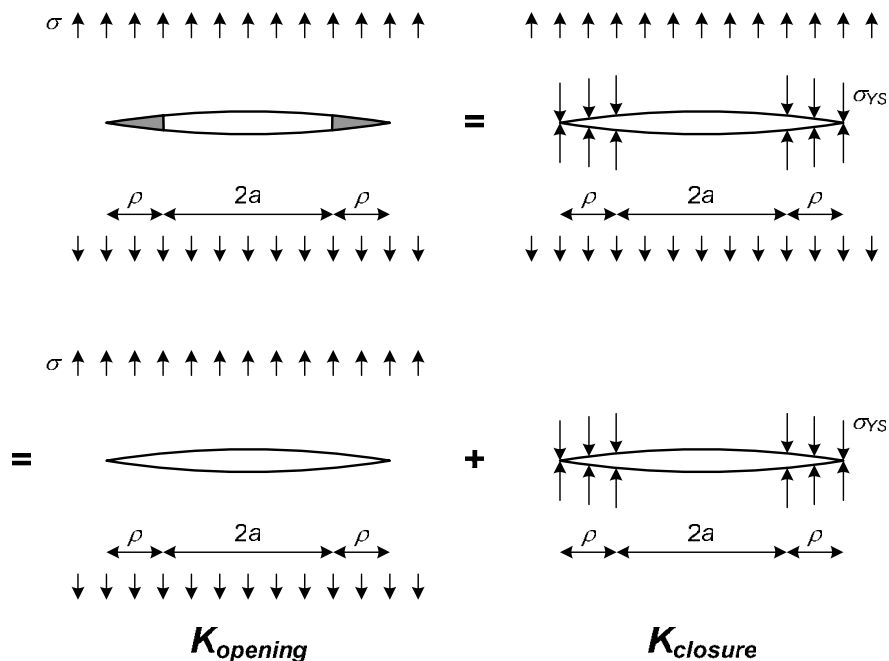 σ
=
σYS
ρ 2a ρ
ρ 2a ρ
σ
=
+
σYS
ρ 2a ρ
ρ 2a ρ
Kopening
Kclosure